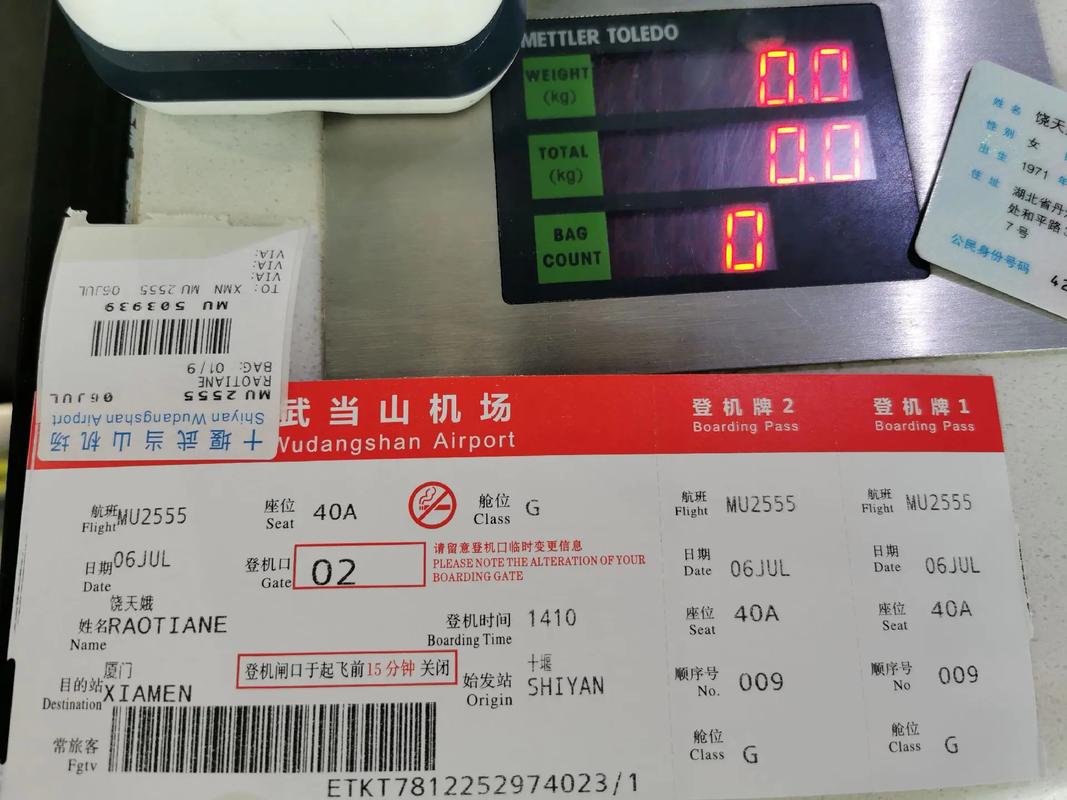 METTLER TOLEDO
WEIGHT
(kg)
0.0
TOTAL
(kg)
0.0
BAG
COUNT
0
姓名 饶天
性别 女
出生 1971 年
住址 湖北省丹
处和平路
7号
公民身份号码
42
十堰武当山机场
Shiyan Wudangshan Airport
MU 2555 06JUL
RAOTIANE
BAG: 01/9
MU 503939
TO: XMN MU 2555 06JUL
VIA:
VIA:
VIA:
武当山机场
Wudangshan Airport
航班
Flight MU2555
座位
Seat 40A
舱位
Class G
日期
Date 06JUL
登机口
Gate 02
请留意登机口临时变更信息
PLEASE NOTE THE ALTERATION OF YOUR
BOARDING GATE
饶天娥
姓名 RAOTIANE
Name
登机时间 1410
Boarding Time
厦门
目的站 XIAMEN
Destination
登机闸口于起飞前15分钟 关闭
十堰
始发站 SHIYAN
Origin
常旅客
Fgtv
ETKT7812252974023/1
登机牌2
Boarding Pass
航班
Flight MU2555
日期
Date 06JUL
座位
Seat 40A
顺序号
No. 009
舱位
Class G
登机牌1
Boarding Pass
航班
Flight MU2555
日期
Date 06JUL
座位
Seat 40A
顺序号
No 009
舱位
Class G